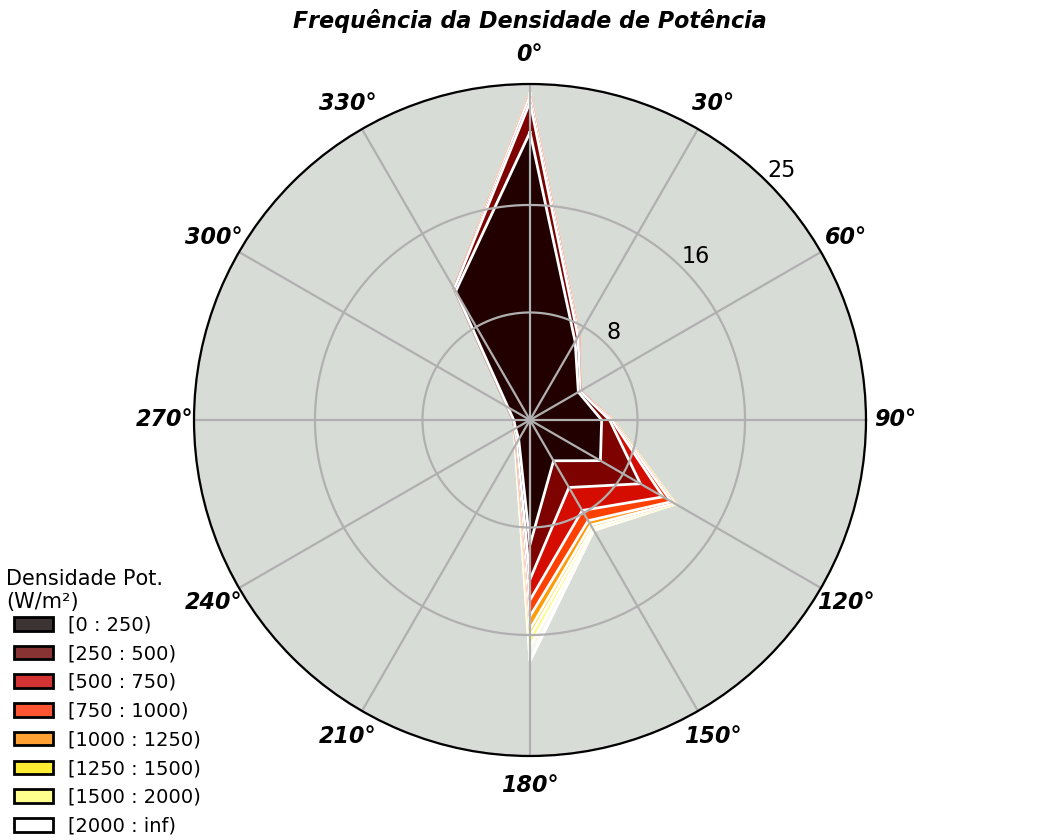 Frequência da Densidade de Potência
0°
330°
30°
25
300°
60°
16
8
270°
90°
240°
120°
210°
150°
180°
Densidade Pot.
(W/m²)
[0 : 250)
[250 : 500)
[500 : 750)
[750 : 1000)
[1000 : 1250)
[1250 : 1500)
[1500 : 2000)
[2000 : inf)